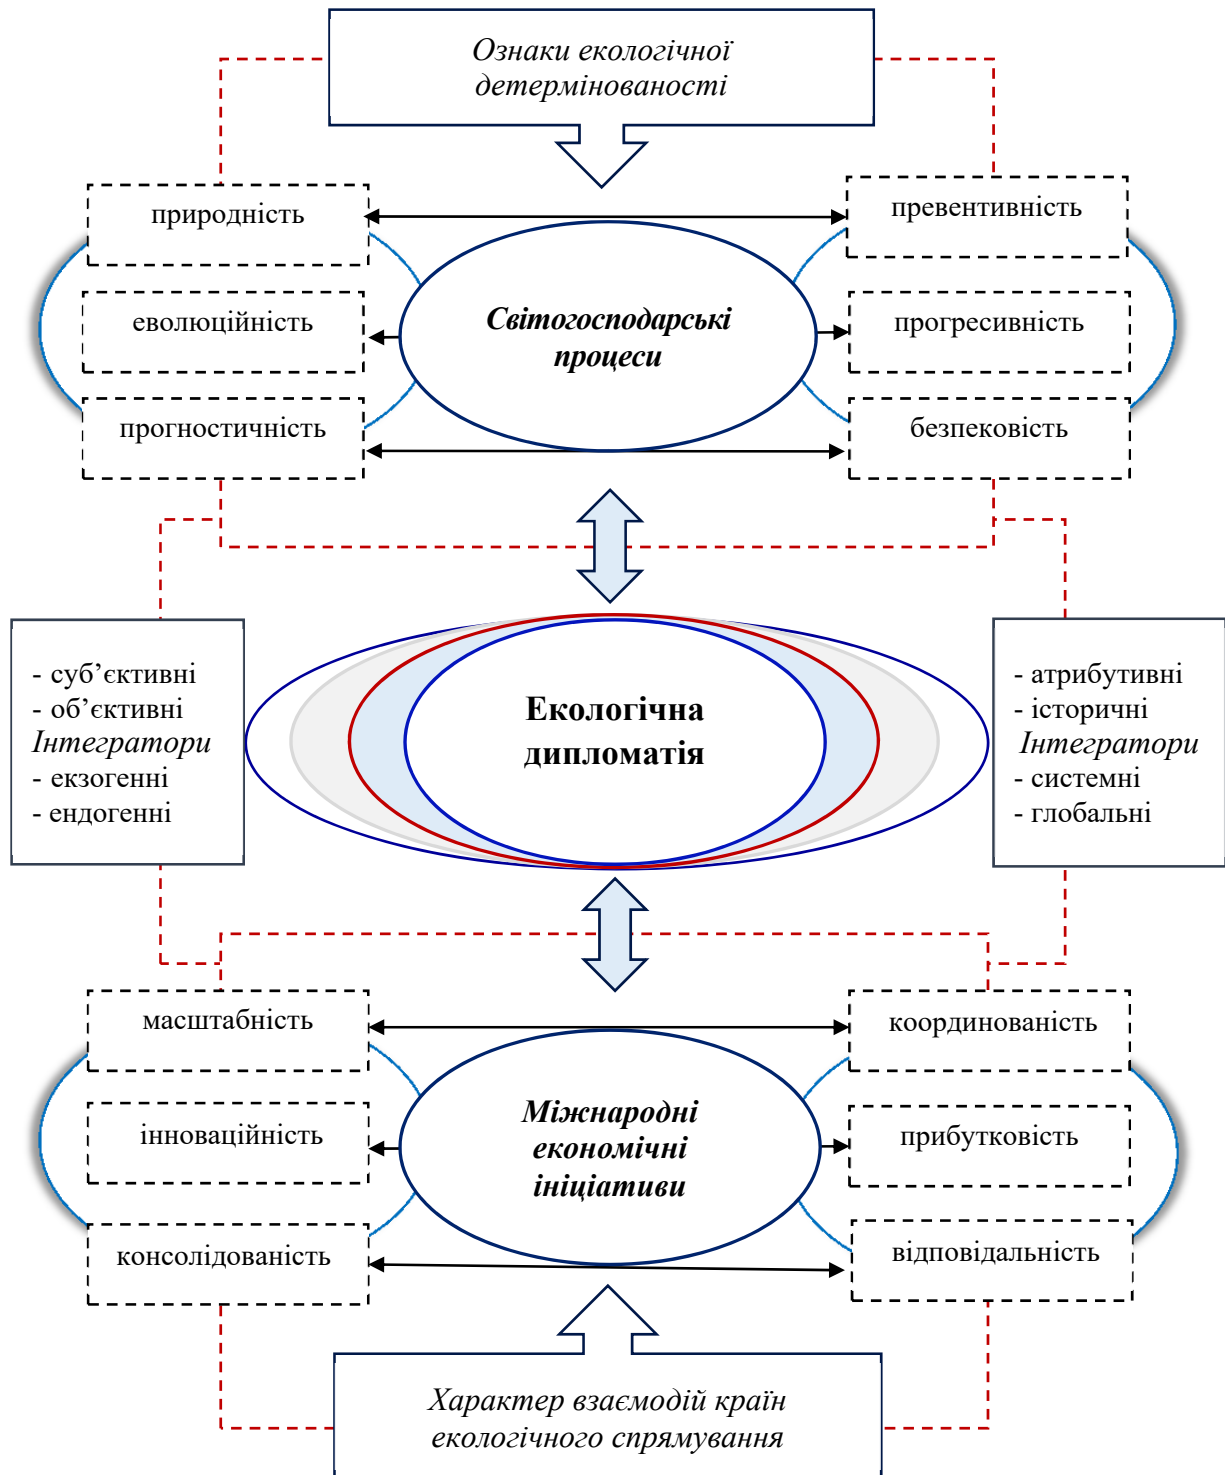 Ознаки екологічної
детермінованості
природність
превентивність
еволюційність
Світогосподарські
процеси
прогресивність
прогностичність
безпековість
- суб’єктивні
- об’єктивні
Інтегратори
- екзогенні
- ендогенні
Екологічна
дипломатія
- атрибутивні
- історичні
Інтегратори
- системні
- глобальні
масштабність
координованість
інноваційність
Міжнародні
економічні
ініціативи
прибутковість
консолідованість
відповідальність
Характер взаємодій країн
екологічного спрямування